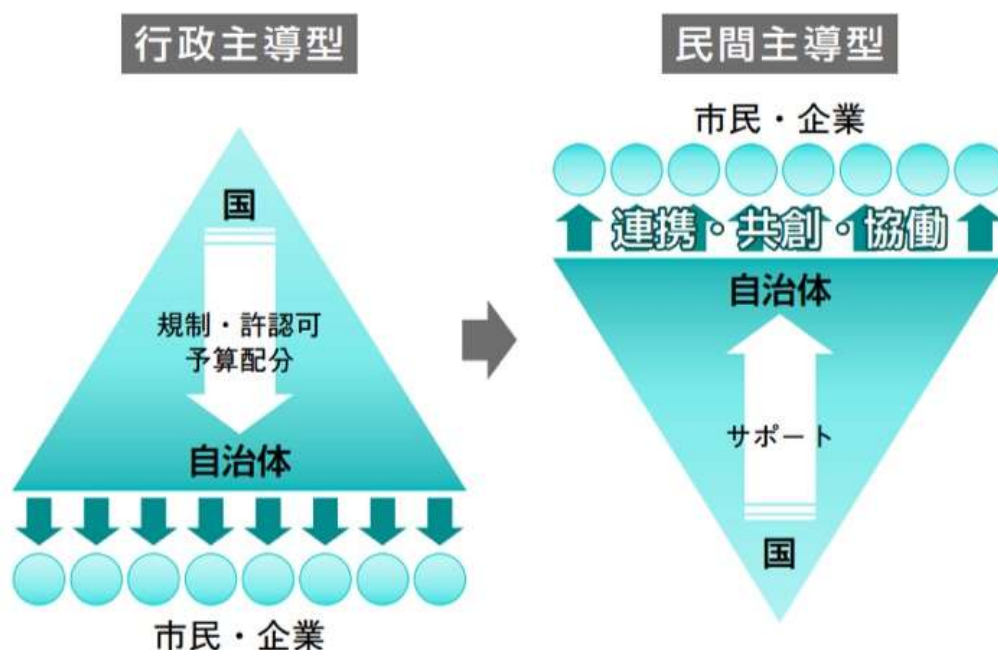 行政主導型
国
規制・許認可
予算配分
自治体
市民・企業
民間主導型
市民・企業
連携・共創・協働
自治体
サポート
国